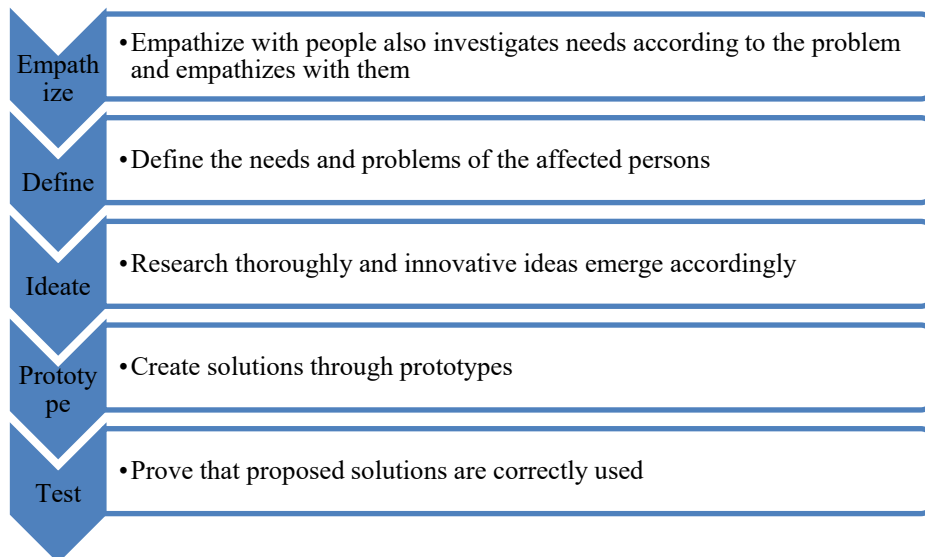 Empath
ize
•Empathize with people also investigates needs according to the problem
and empathizes with them
Define
•Define the needs and problems of the affected persons
Ideate
•Research thoroughly and innovative ideas emerge accordingly
Prototy
pe
•Create solutions through prototypes
Test
•Prove that proposed solutions are correctly used